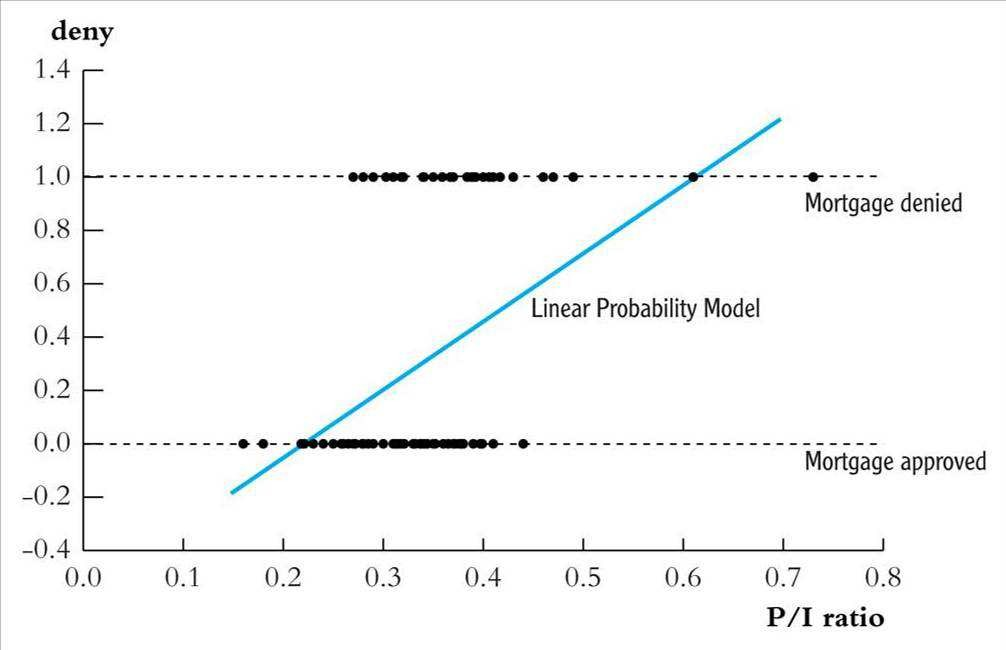 deny
1.4
1.2
1.0
Mortgage denied
0.8
0.6
Linear Probability Model
0.4
0.2
0.0
Mortgage approved
–0.2
–0.4
0.0 0.1 0.2 0.3 0.4 0.5 0.6 0.7 0.8
P/I ratio